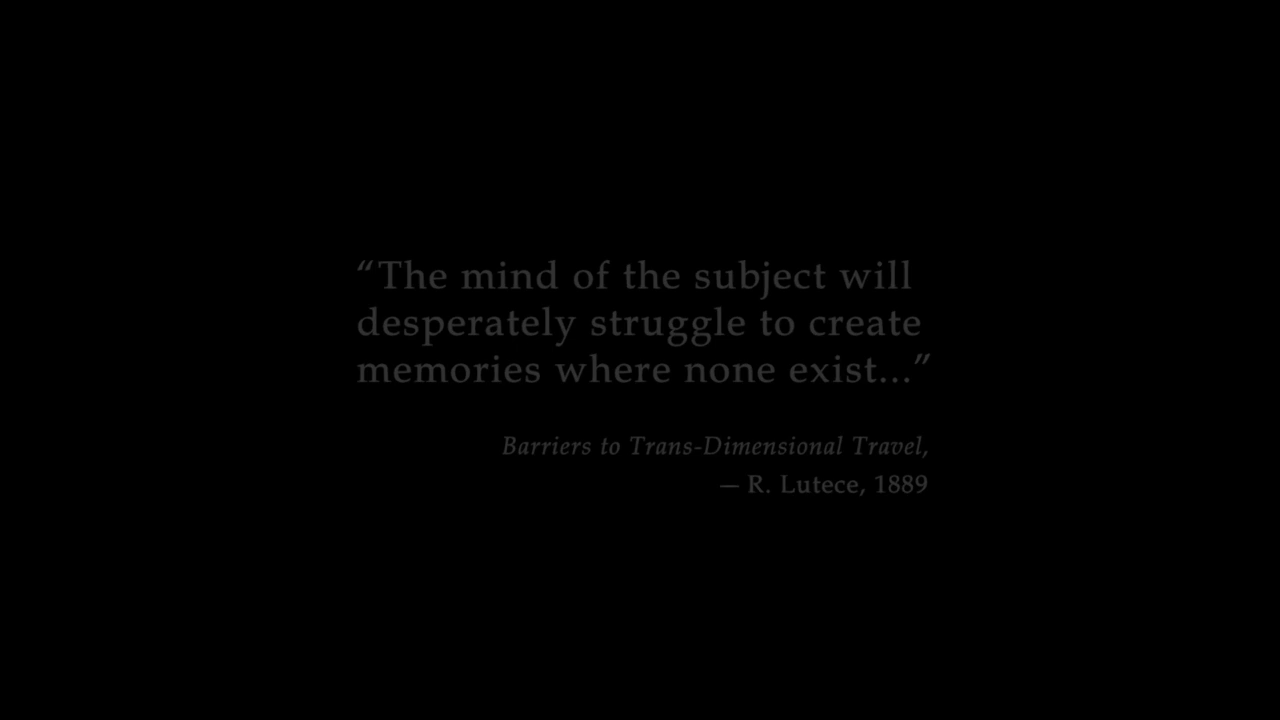 “The mind of the subject will
desperately struggle to create
memories where none exist...”
Barriers to Trans-Dimensional Travel,
— R. Lutece, 1889